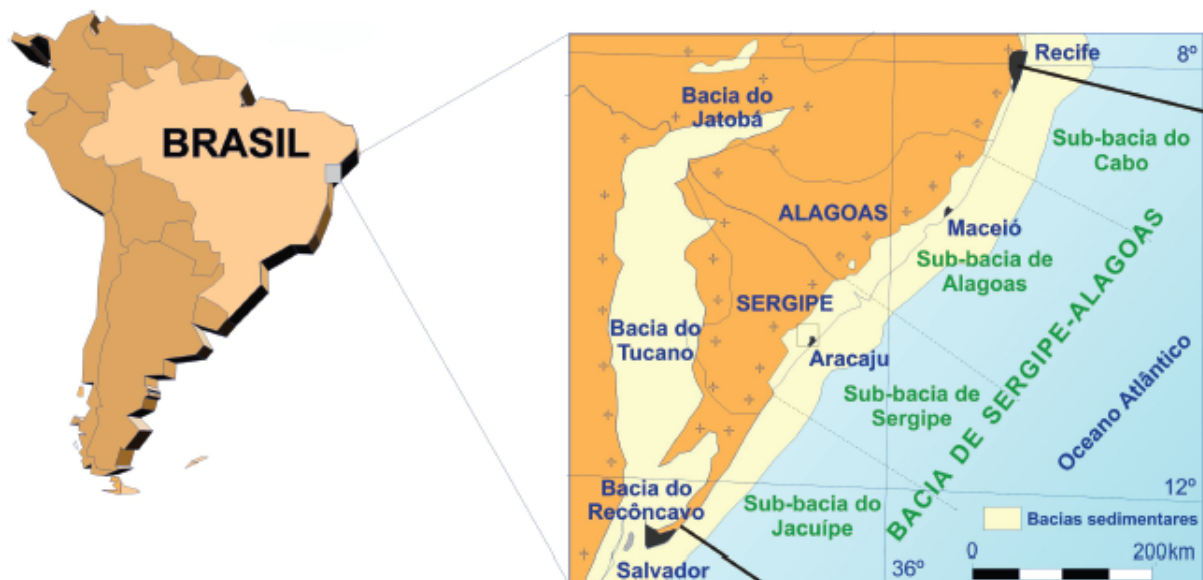 BRASIL
Recife
8º
Bacia do
Jatobá
Sub-bacia do
Cabo
ALAGOAS
Maceió
Sub-bacia de
Alagoas
SERGIPE
Bacia do
Tucano
Aracaju
Sub-bacia de
Sergipe
BACIA DE SERGIPE-ALAGOAS
Oceano Atlântico
Bacia do
Recôncavo
Sub-bacia do
Jacuípe
12º
Bacias sedimentares
Salvador
36º
0 200km